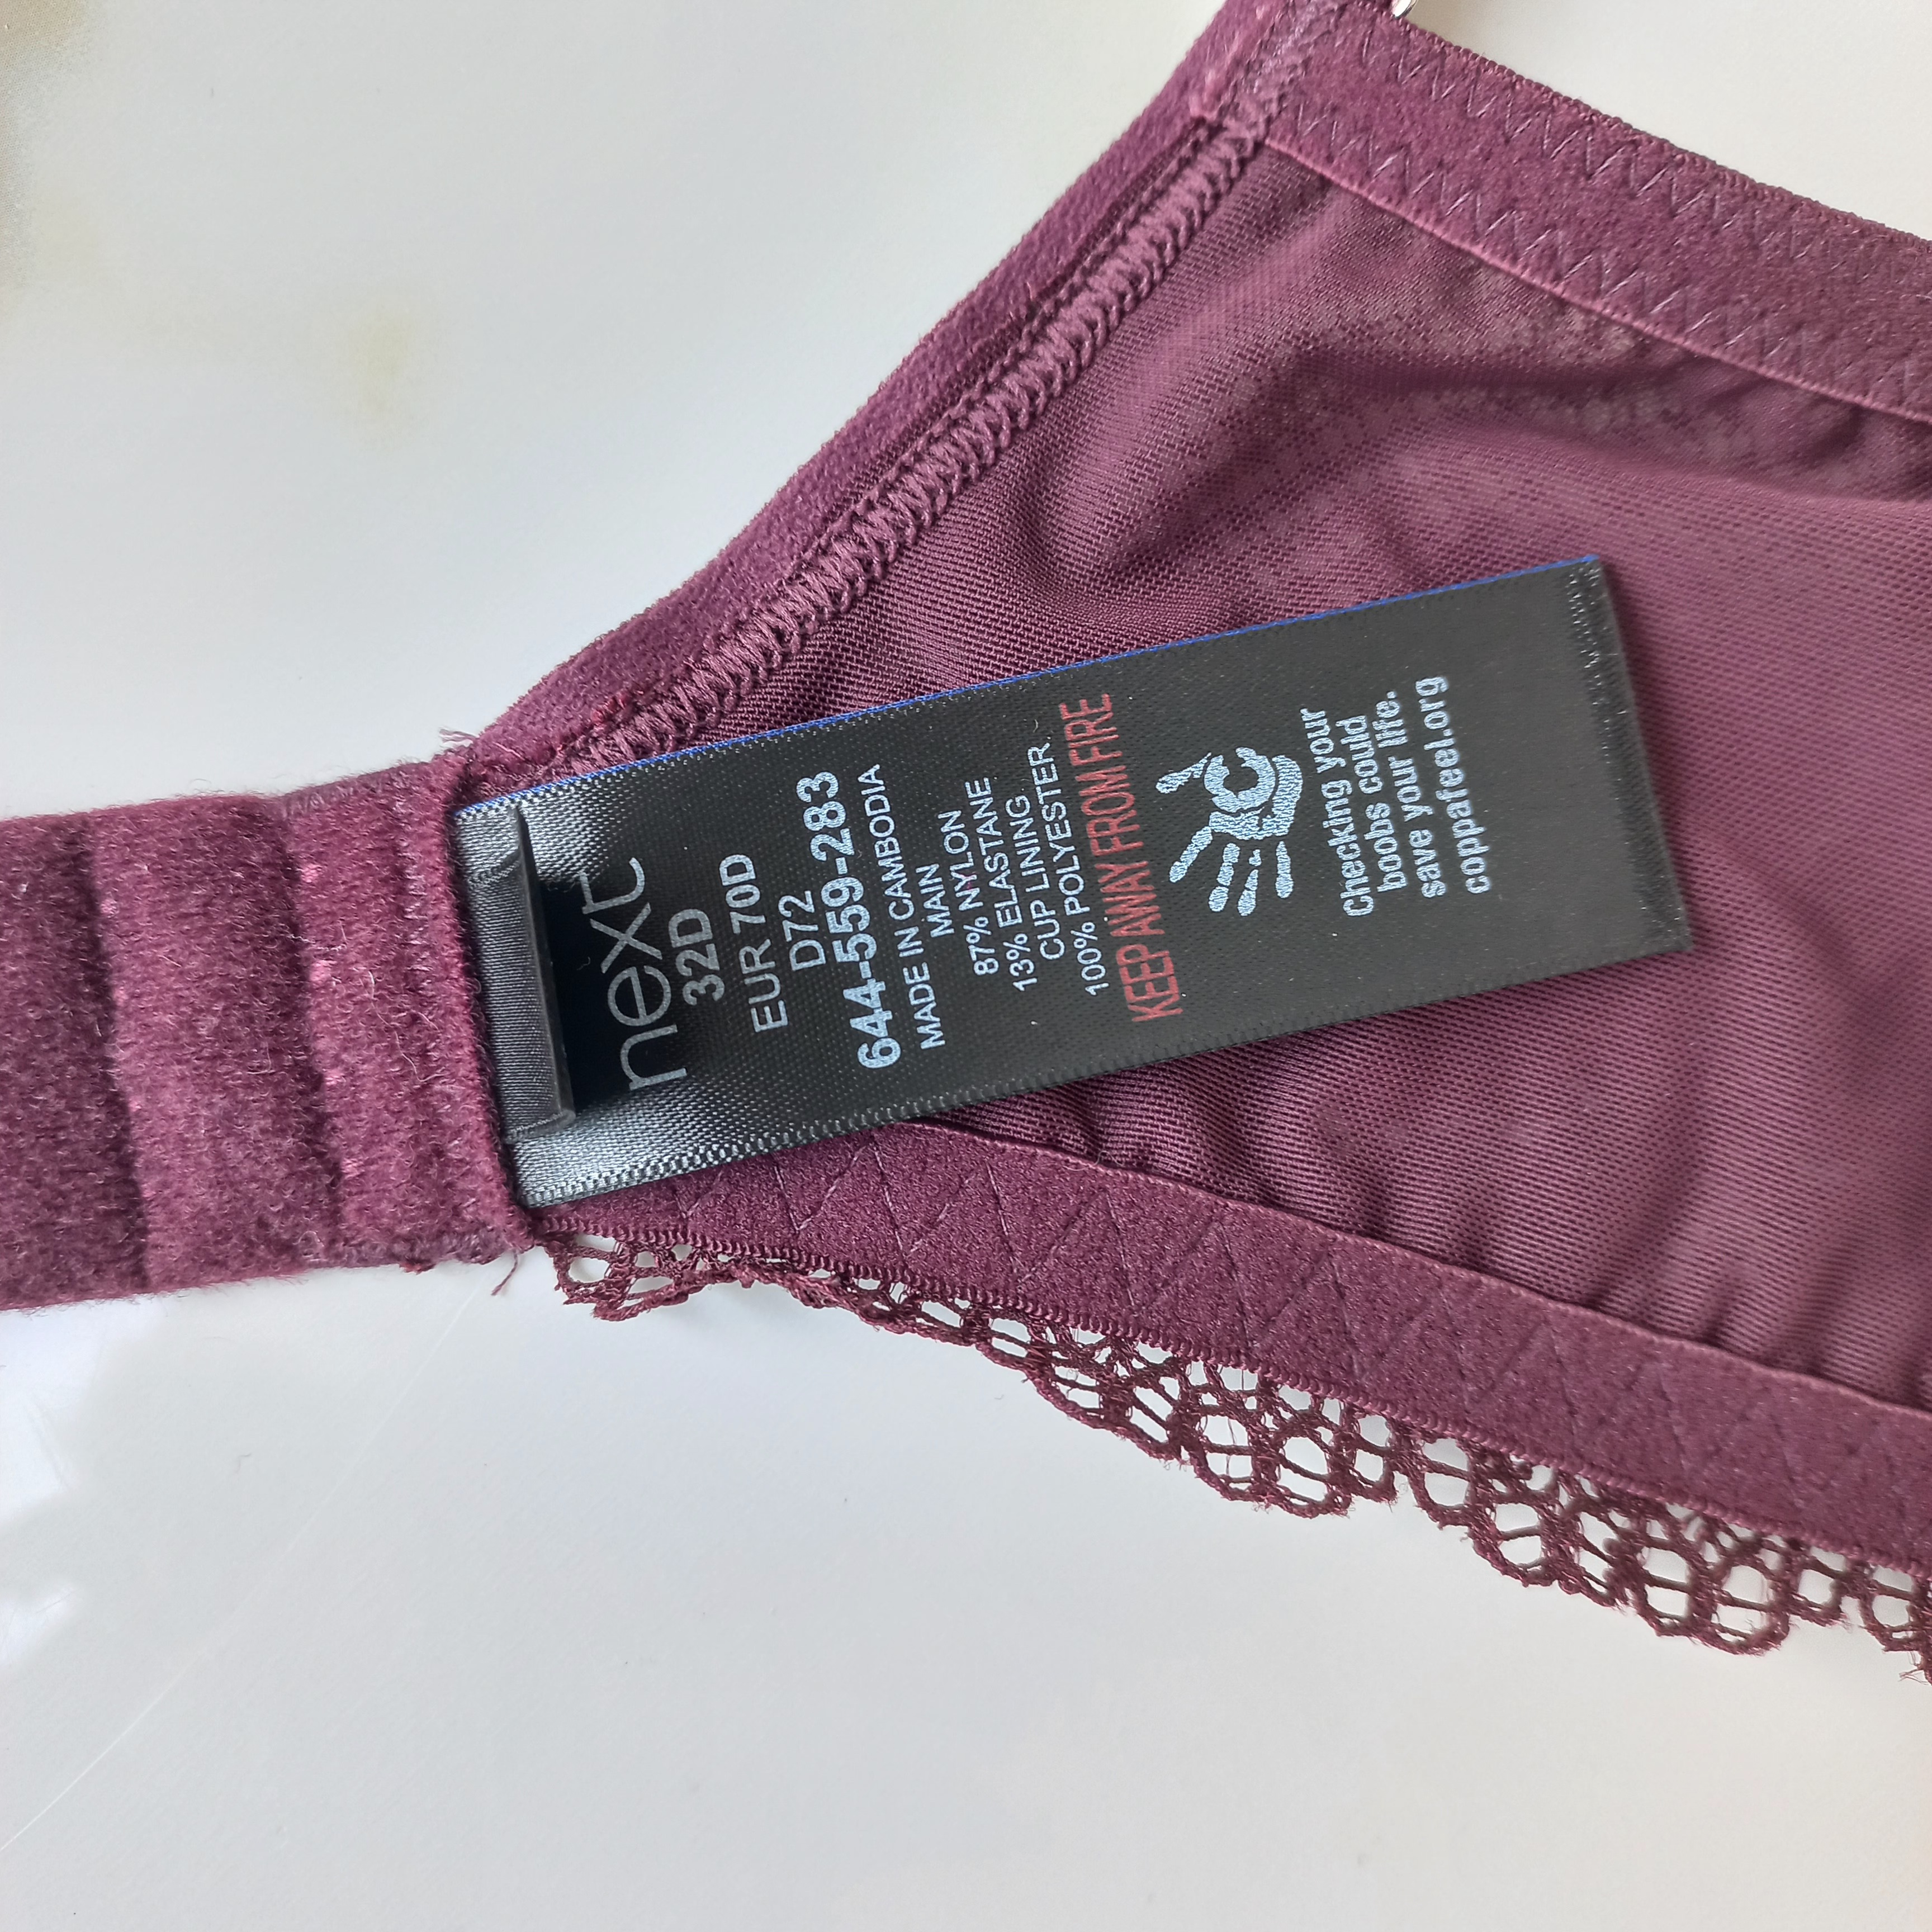 next
32D
EUR 70D
D72
644-559-283
MADE IN CAMBODIA
MAIN
87% NYLON
13% ELASTANE
CUP LINING
100% POLYESTER
KEEP AWAY FROM FIRE
Checking your
boobs could
save your life.
coppafeel.org